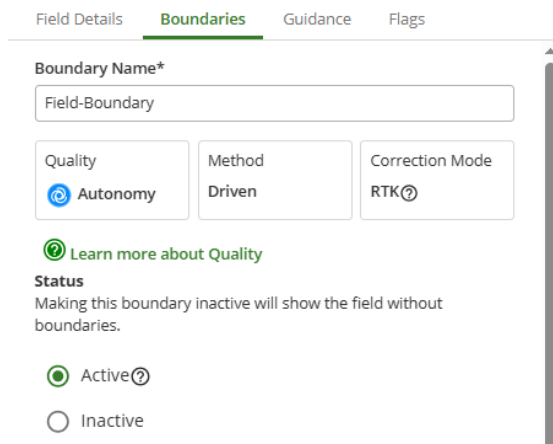 Field Details Boundaries Guidance Flags
Boundary Name*
Field-Boundary
Quality Method Correction Mode
Autonomy Driven RTK
Learn more about Quality
Status
Making this boundary inactive will show the field without
boundaries.
Active
Inactive